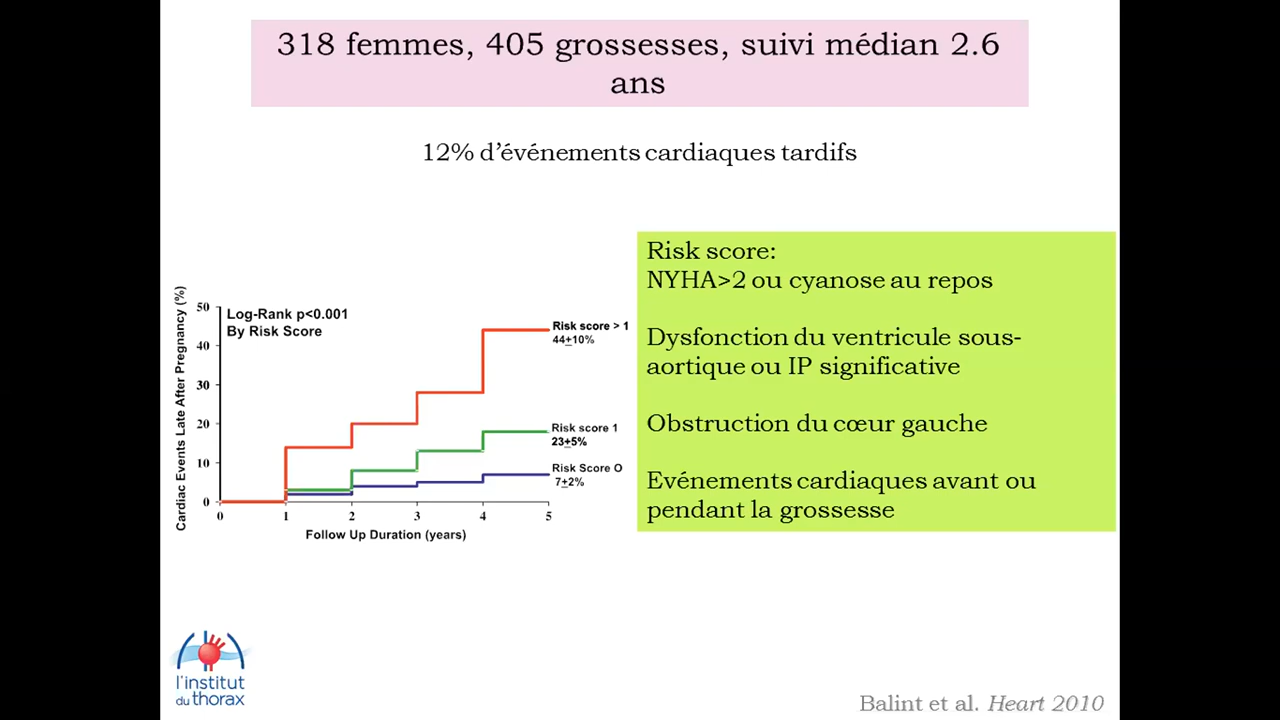 318 femmes, 405 grossesses, suivi médian 2.6
ans
12% d'événements cardiaques tardifs
Cardiac Events Late After Pregnancy (%)
50
40
30
20
10
0
Log-Rank p<0.001
By Risk Score
Risk score > 1
44±10%
Risk score 1
23±5%
Risk Score O
7±2%
0 1 2 3 4 5
Follow Up Duration (years)
Risk score:
NYHA>2 ou cyanose au repos
Dysfonction du ventricule sous-
aortique ou IP significative
Obstruction du cœur gauche
Evénements cardiaques avant ou
pendant la grossesse
l'institut
du thorax
Balint et al. Heart 2010